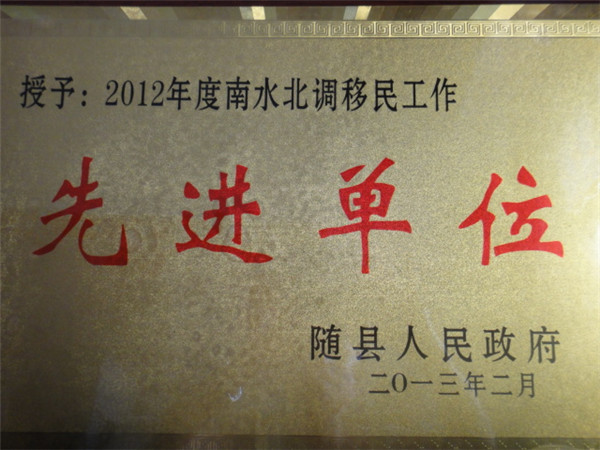 授予：2012年度南水北调移民工作
先进单位
随县人民政府
二O一三年二月